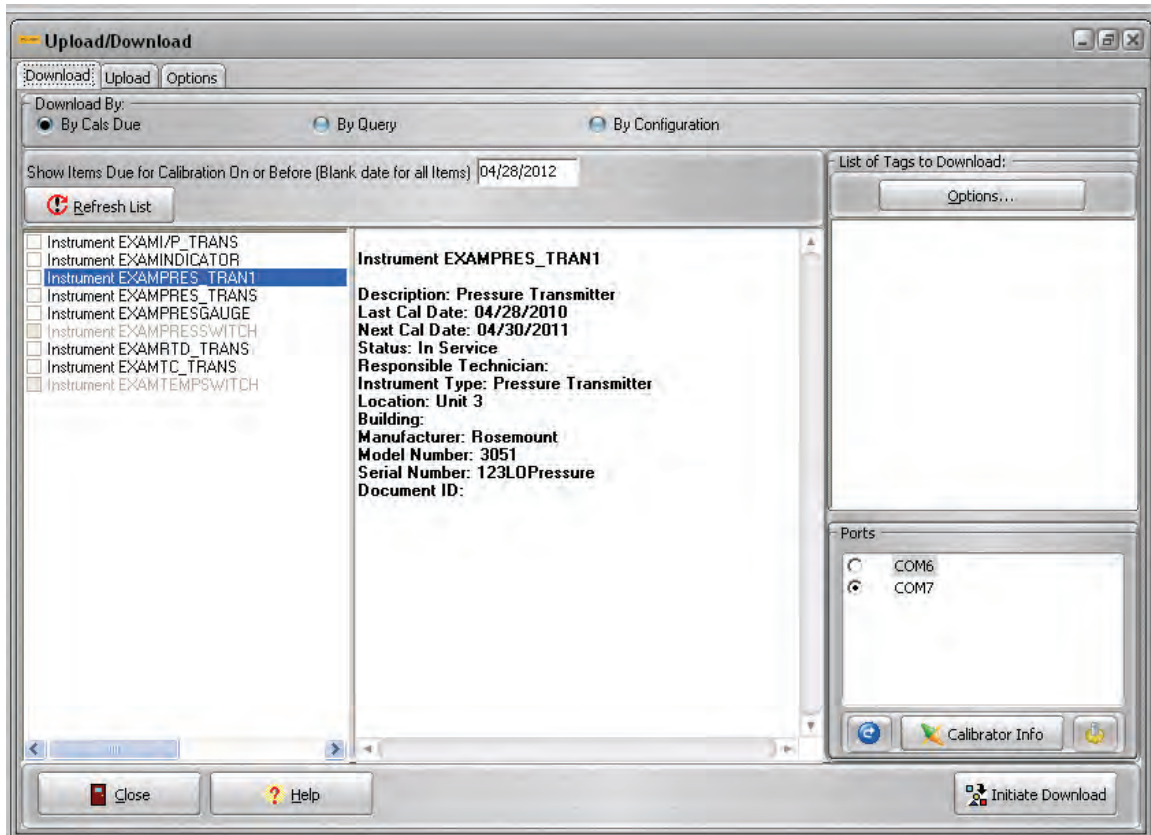 Upload/Download
Download Upload Options
Download By:
By Cals Due By Query By Configuration
Show Items Due for Calibration On or Before (Blank date for all Items) 04/28/2012
Refresh List
Instrument EXAMI/P_TRANS
Instrument EXAMINDICATOR
Instrument EXAMPRES_TRAN1
Instrument EXAMPRES_TRANS
Instrument EXAMPRESGAUGE
Instrument EXAMPRESSWITCH
Instrument EXAMRTD_TRANS
Instrument EXAMTC_TRANS
Instrument EXAMTEMPSWITCH
Instrument EXAMPRES_TRAN1
Description: Pressure Transmitter
Last Cal Date: 04/28/2010
Next Cal Date: 04/30/2011
Status: In Service
Responsible Technician:
Instrument Type: Pressure Transmitter
Location: Unit 3
Building:
Manufacturer: Rosemount
Model Number: 3051
Serial Number: 123LOPressure
Document ID:
List of Tags to Download:
Options...
Ports
COM6
COM7
Calibrator Info
Close Help Initiate Download